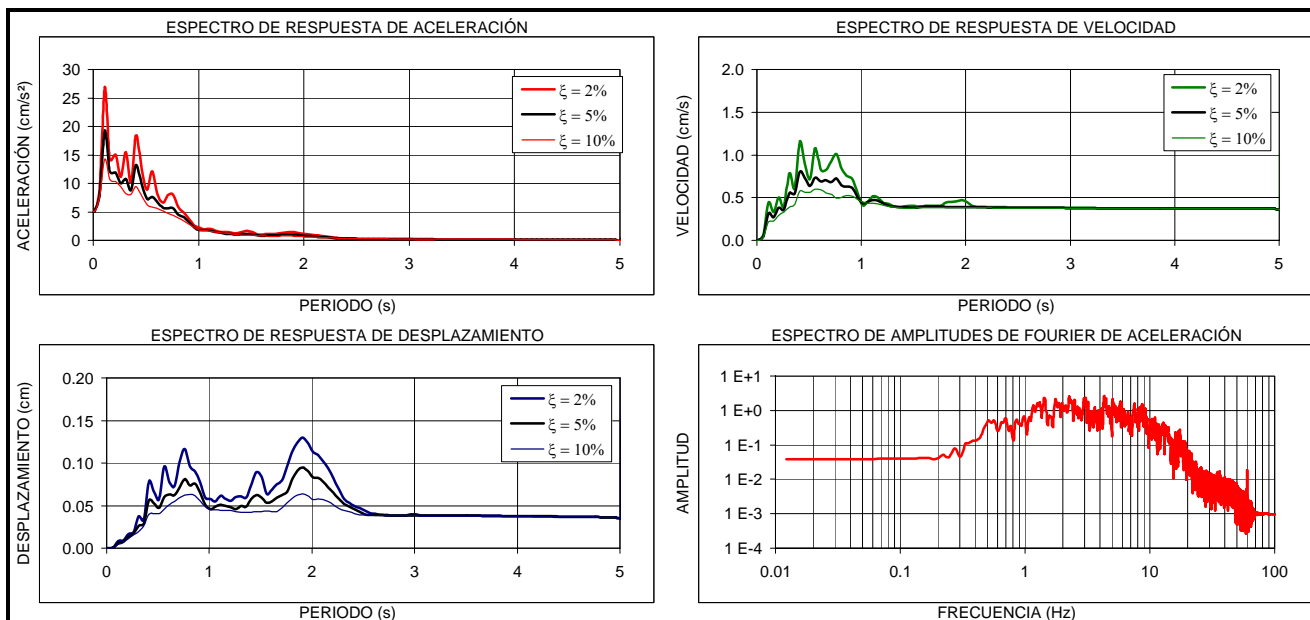 ESPECTRO DE RESPUESTA DE ACELERACIÓN
ACELERACIÓN (cm/s²)
30
25
20
15
10
5
0
0 1 2 3 4 5
PERIODO (s)
ξ = 2%
ξ = 5%
ξ = 10%
ESPECTRO DE RESPUESTA DE VELOCIDAD
VELOCIDAD (cm/s)
2.0
1.5
1.0
0.5
0.0
0 1 2 3 4 5
PERIODO (s)
ξ = 2%
ξ = 5%
ξ = 10%
ESPECTRO DE RESPUESTA DE DESPLAZAMIENTO
DESPLAZAMIENTO (cm)
0.20
0.15
0.10
0.05
0.00
0 1 2 3 4 5
PERIODO (s)
ξ = 2%
ξ = 5%
ξ = 10%
ESPECTRO DE AMPLITUDES DE FOURIER DE ACELERACIÓN
AMPLITUD
1 E+1
1 E+0
1 E-1
1 E-2
1 E-3
1 E-4
0.01 0.1 1 10 100
FRECUENCIA (Hz)